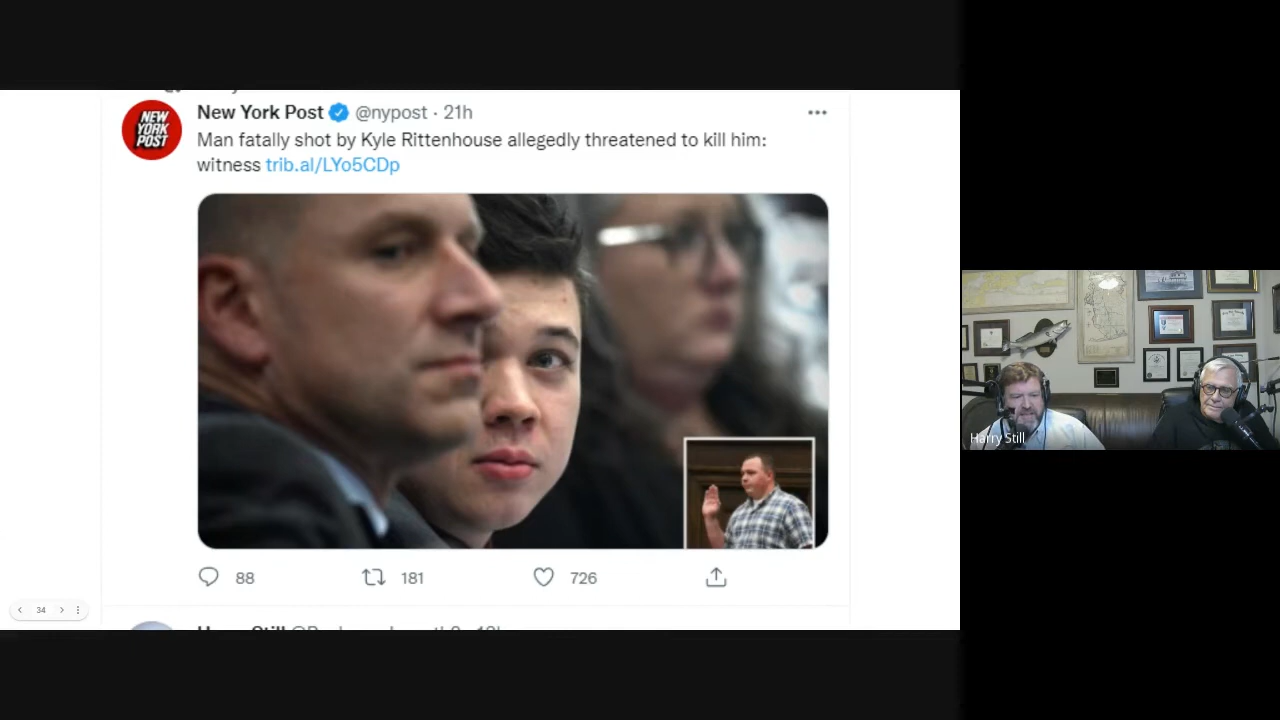 NEW
YORK
POST
New York Post @nypost · 21h
Man fatally shot by Kyle Rittenhouse allegedly threatened to kill him:
witness trib.al/LYo5CDp
88 181 726
34
Harry Still